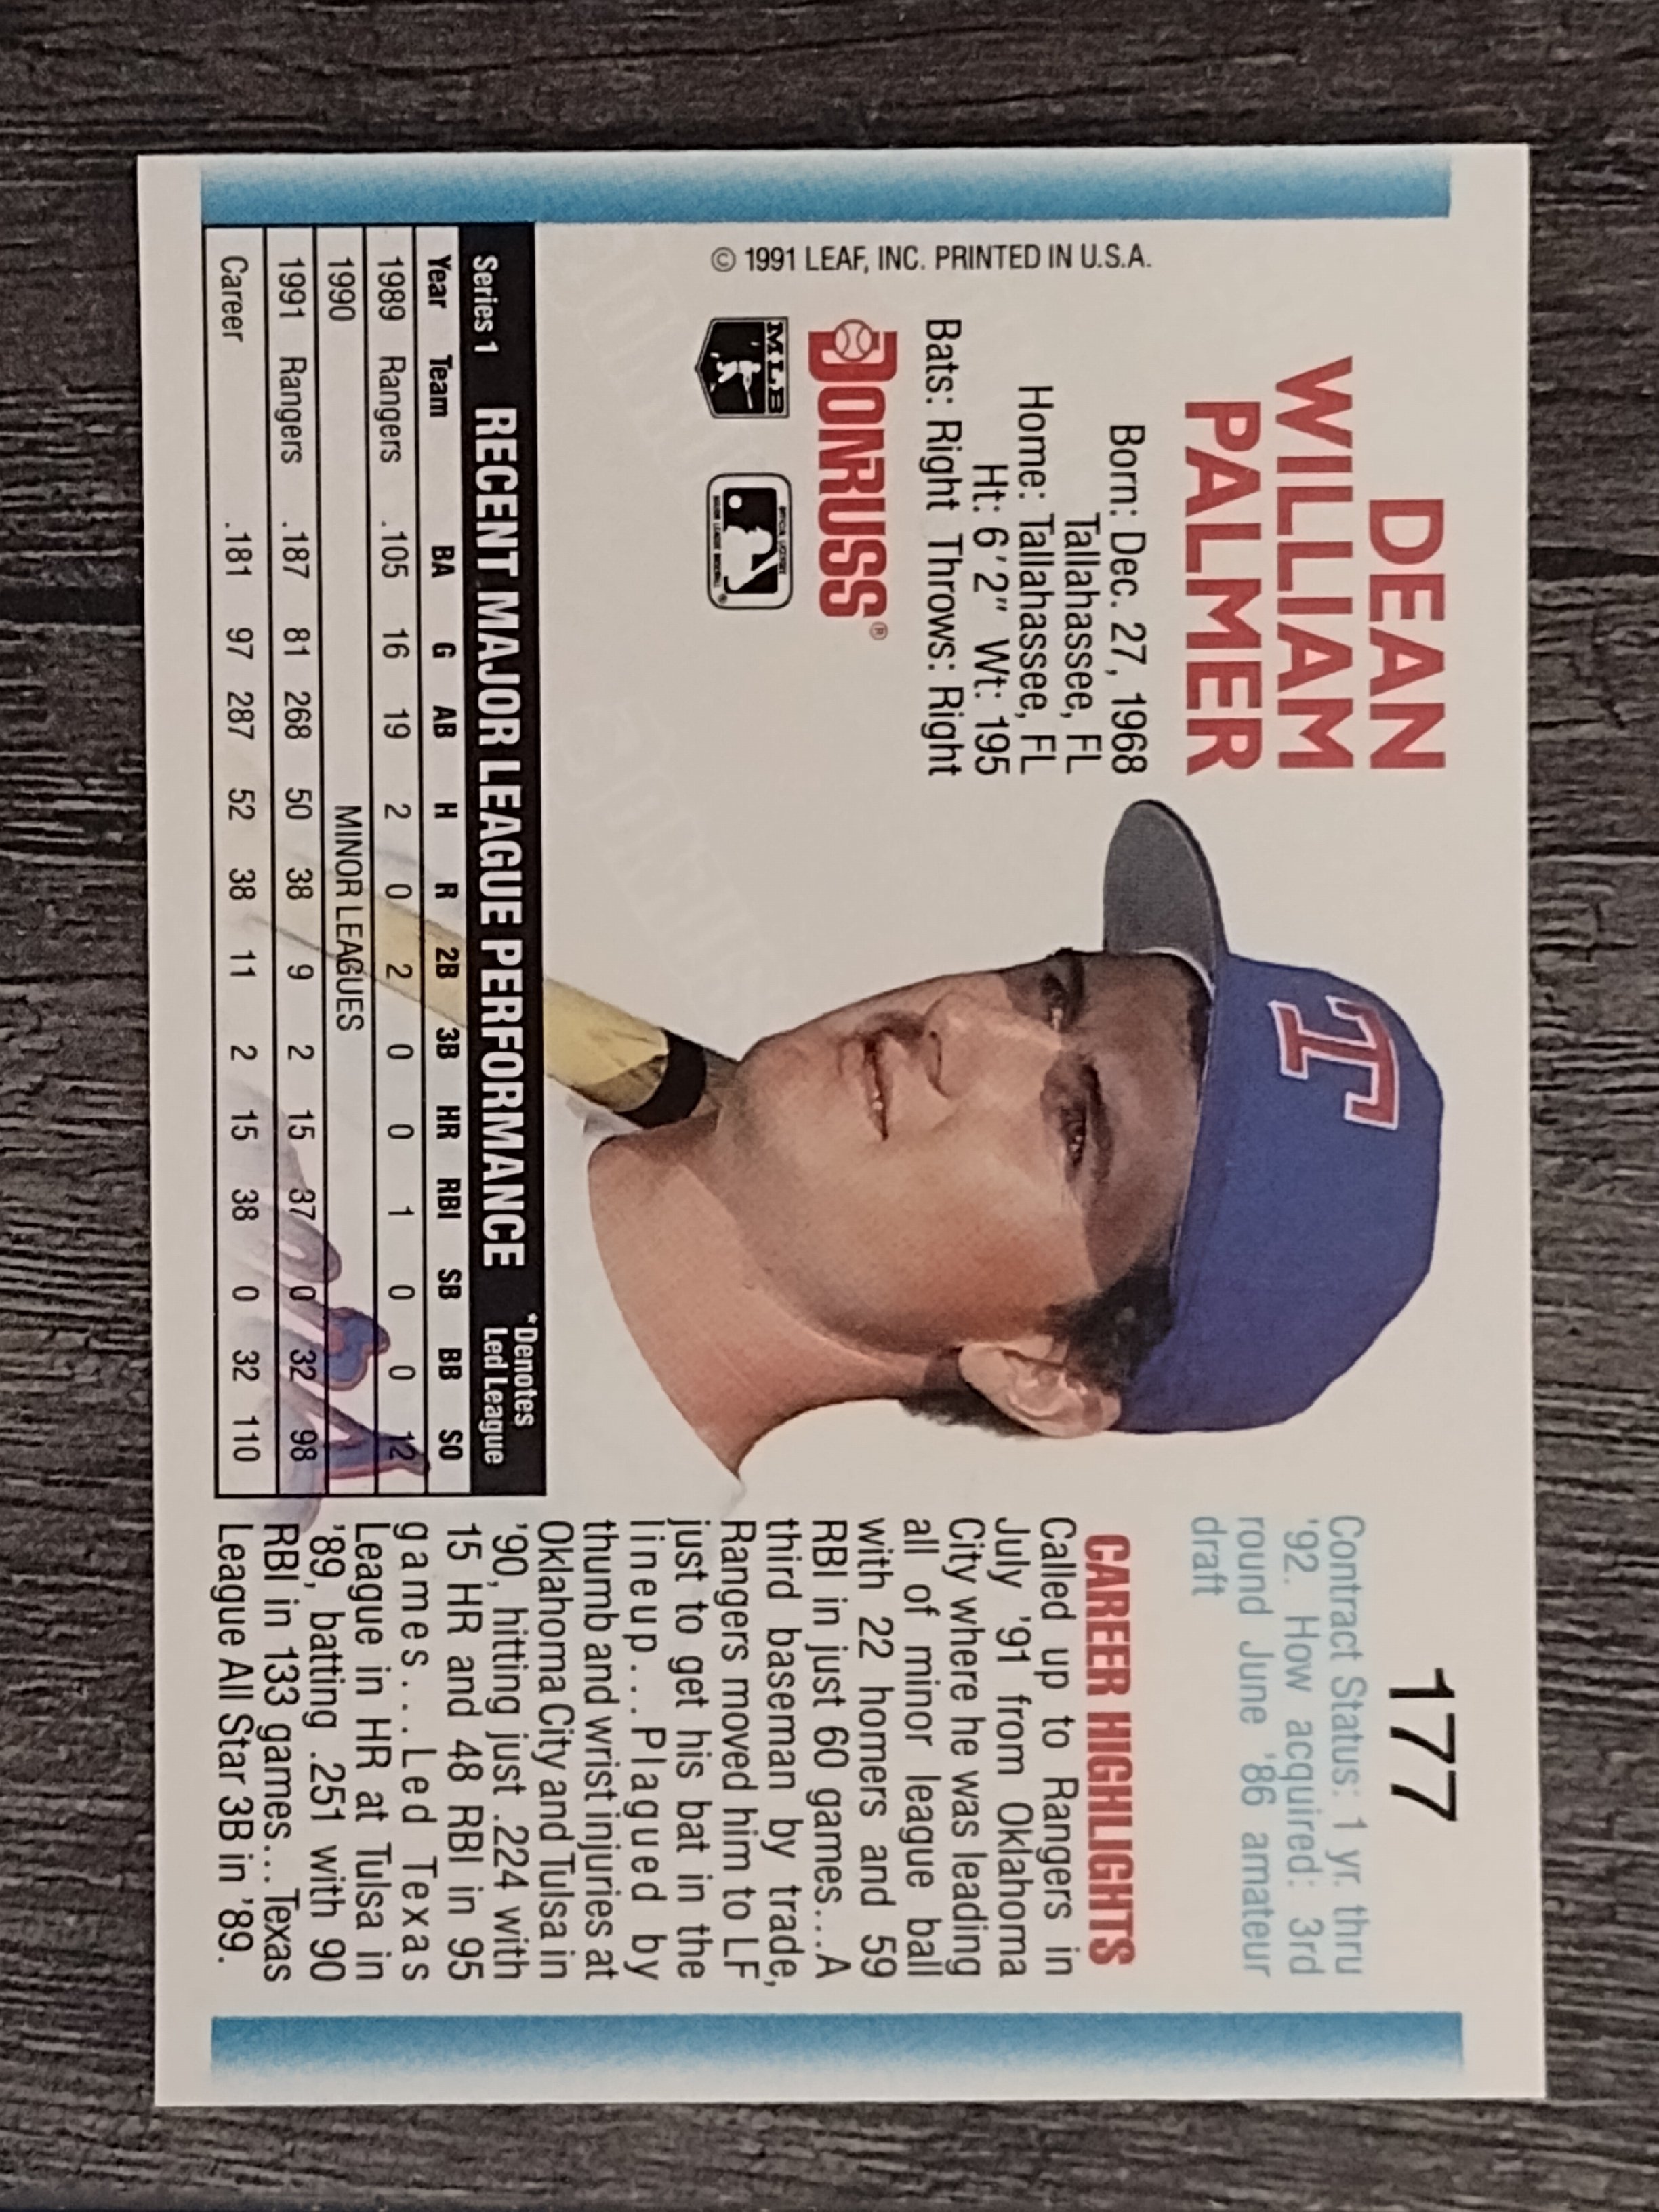 DEAN
WILLIAM
PALMER
Born: Dec. 27, 1968
Tallahassee, FL
Home: Tallahassee, FL
Ht: 6'2" Wt: 195
Bats: Right Throws: Right
DONRUSS®
MLB
© 1991 LEAF, INC. PRINTED IN U.S.A.
T
177
Contract Status: 1 yr. thru
'92. How acquired: 3rd
round June '86 amateur
draft
CAREER HIGHLIGHTS
Called up to Rangers in
July '91 from Oklahoma
City where he was leading
all of minor league ball
with 22 homers and 59
RBI in just 60 games...A
third baseman by trade,
Rangers moved him to LF
just to get his bat in the
lineup...Plagued by
thumb and wrist injuries at
Oklahoma City and Tulsa in
'90, hitting just .224 with
15 HR and 48 RBI in 95
games...Led Texas
League in HR at Tulsa in
'89, batting .251 with 90
RBI in 133 games...Texas
League All Star 3B in '89.
Series 1 RECENT MAJOR LEAGUE PERFORMANCE *Denotes
Led League
Year Team BA G AB H R 2B 3B HR RBI SB BB SO
1989 Rangers .105 16 19 2 0 2 0 0 1 0 0 12
1990 MINOR LEAGUES
1991 Rangers .187 81 268 50 38 9 2 15 37 0 32 98
Career .181 97 287 52 38 11 2 15 38 0 32 110